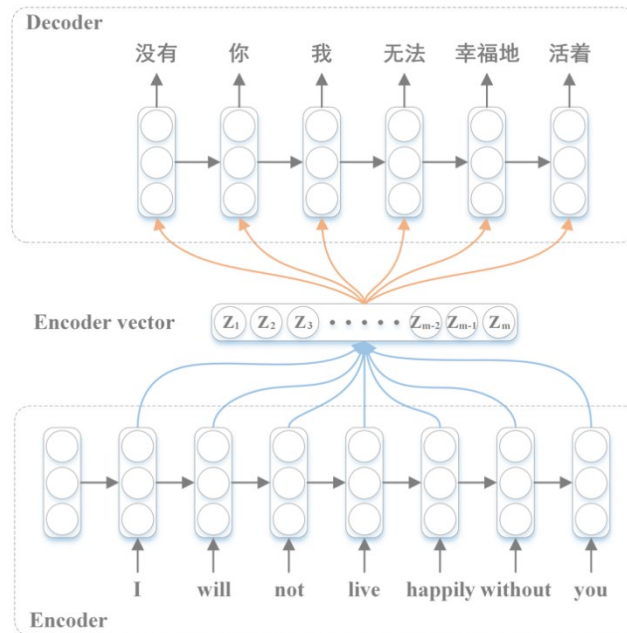 Decoder
没有 你 我 无法 幸福地 活着
Encoder vector Z₁ Z₂ Z₃ · · · · · Zₘ₋₂ Zₘ₋₁ Zₘ
I will not live happily without you
Encoder